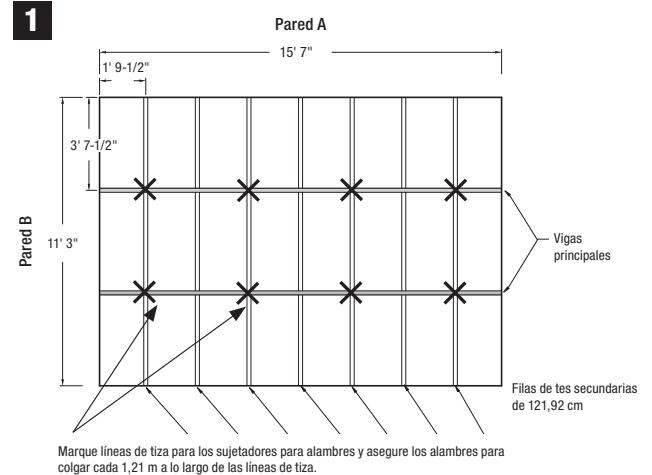 1
Pared A
15' 7"
1' 9-1/2"
3' 7-1/2"
Pared B
11' 3"
Vigas
principales
Filas de tes secundarias
de 121,92 cm
Marque líneas de tiza para los sujetadores para alambres y asegure los alambres para
colgar cada 1,21 m a lo largo de las líneas de tiza.